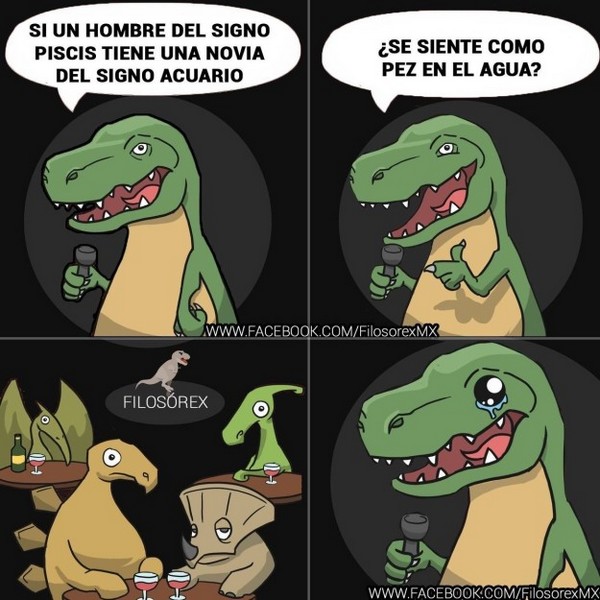 SI UN HOMBRE DEL SIGNO
PISCIS TIENE UNA NOVIA
DEL SIGNO ACUARIO
¿SE SIENTE COMO
PEZ EN EL AGUA?
WWW.FACEBOOK.COM/FilosorexMX
FILOSÓREX
WWW.FACEBOOK.COM/FilosorexMX